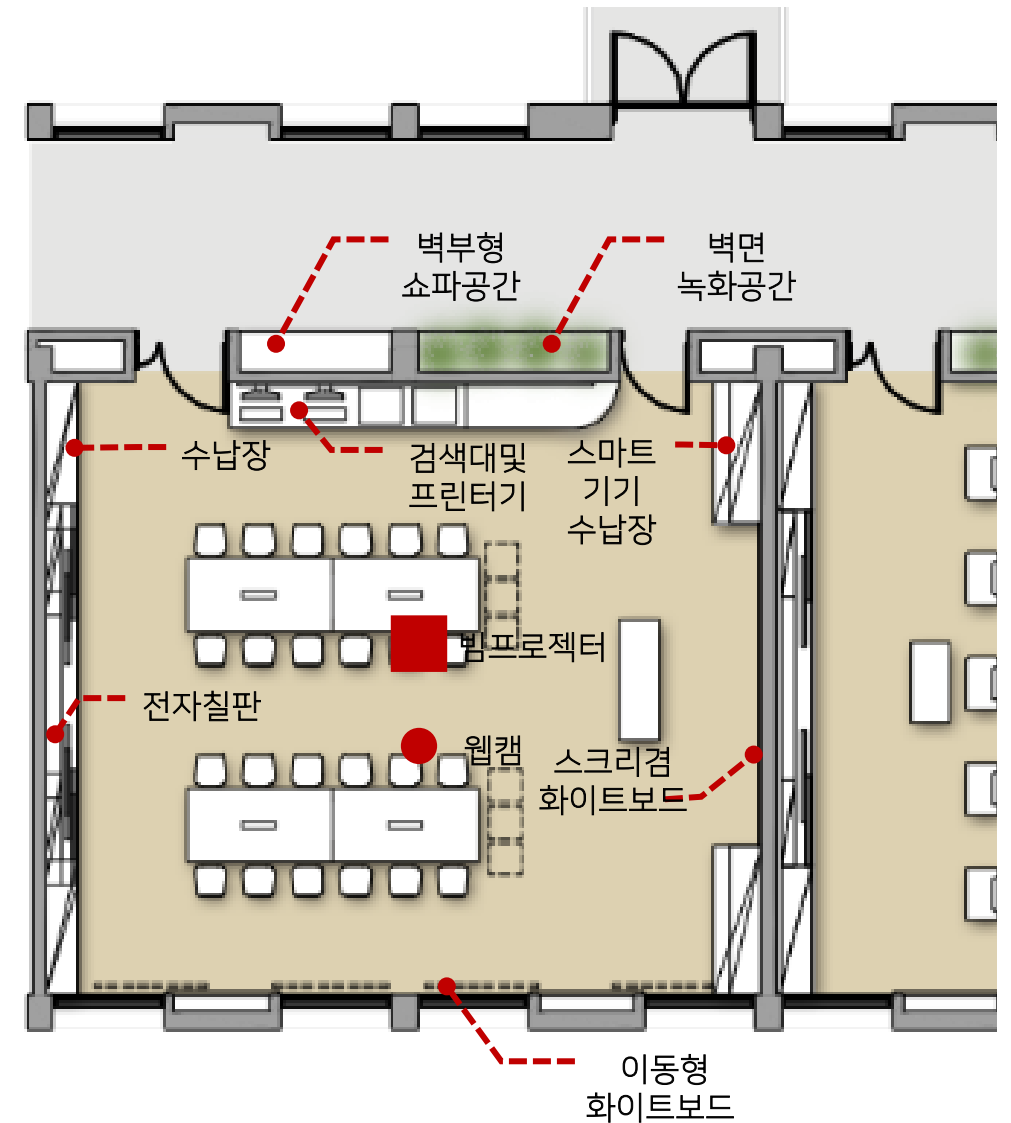 벽부형
쇼파공간
벽면
녹화공간
수납장
검색대및
프린터기
스마트
기기
수납장
빔프로젝터
전자칠판
웹캠
스크리겸
화이트보드
이동형
화이트보드